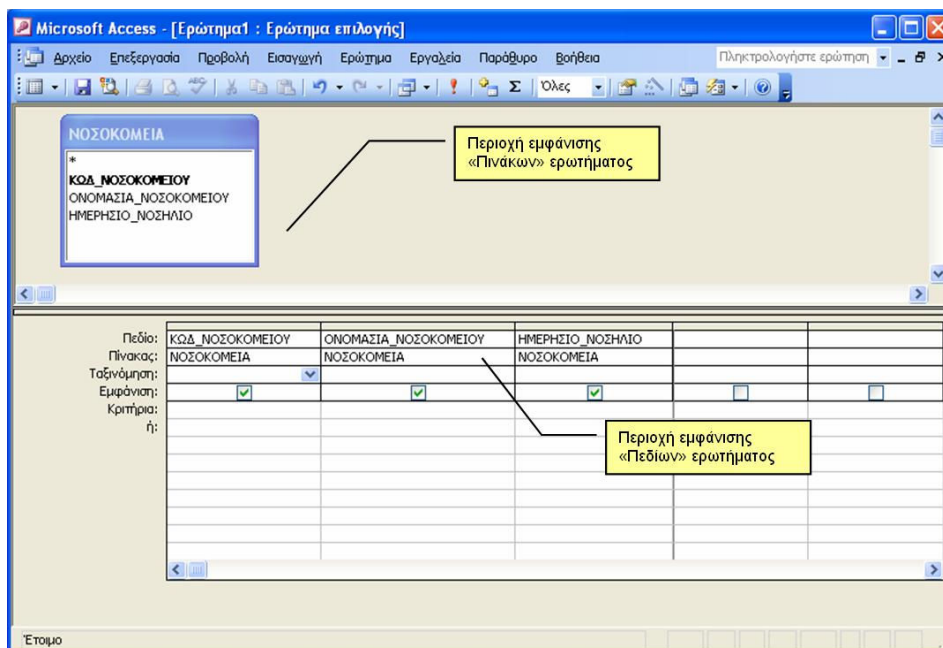 Microsoft Access - [Ερώτημα1 : Ερώτημα επιλογής]
Αρχείο Επεξεργασία Προβολή Εισαγωγή Ερώτημα Εργαλεία Παράθυρο Βοήθεια Πληκτρολογήστε ερώτηση
Όλες
ΝΟΣΟΚΟΜΕΙΑ
*
ΚΩΔ_ΝΟΣΟΚΟΜΕΙΟΥ
ΟΝΟΜΑΣΙΑ_ΝΟΣΟΚΟΜΕΙΟΥ
ΗΜΕΡΗΣΙΟ_ΝΟΣΗΛΙΟ
Περιοχή εμφάνισης
«Πινάκων» ερωτήματος
Πεδίο: ΚΩΔ_ΝΟΣΟΚΟΜΕΙΟΥ ΟΝΟΜΑΣΙΑ_ΝΟΣΟΚΟΜΕΙΟΥ ΗΜΕΡΗΣΙΟ_ΝΟΣΗΛΙΟ
Πίνακας: ΝΟΣΟΚΟΜΕΙΑ ΝΟΣΟΚΟΜΕΙΑ ΝΟΣΟΚΟΜΕΙΑ
Ταξινόμηση:
Εμφάνιση:
Κριτήρια:
ή:
Περιοχή εμφάνισης
«Πεδίων» ερωτήματος
Έτοιμο